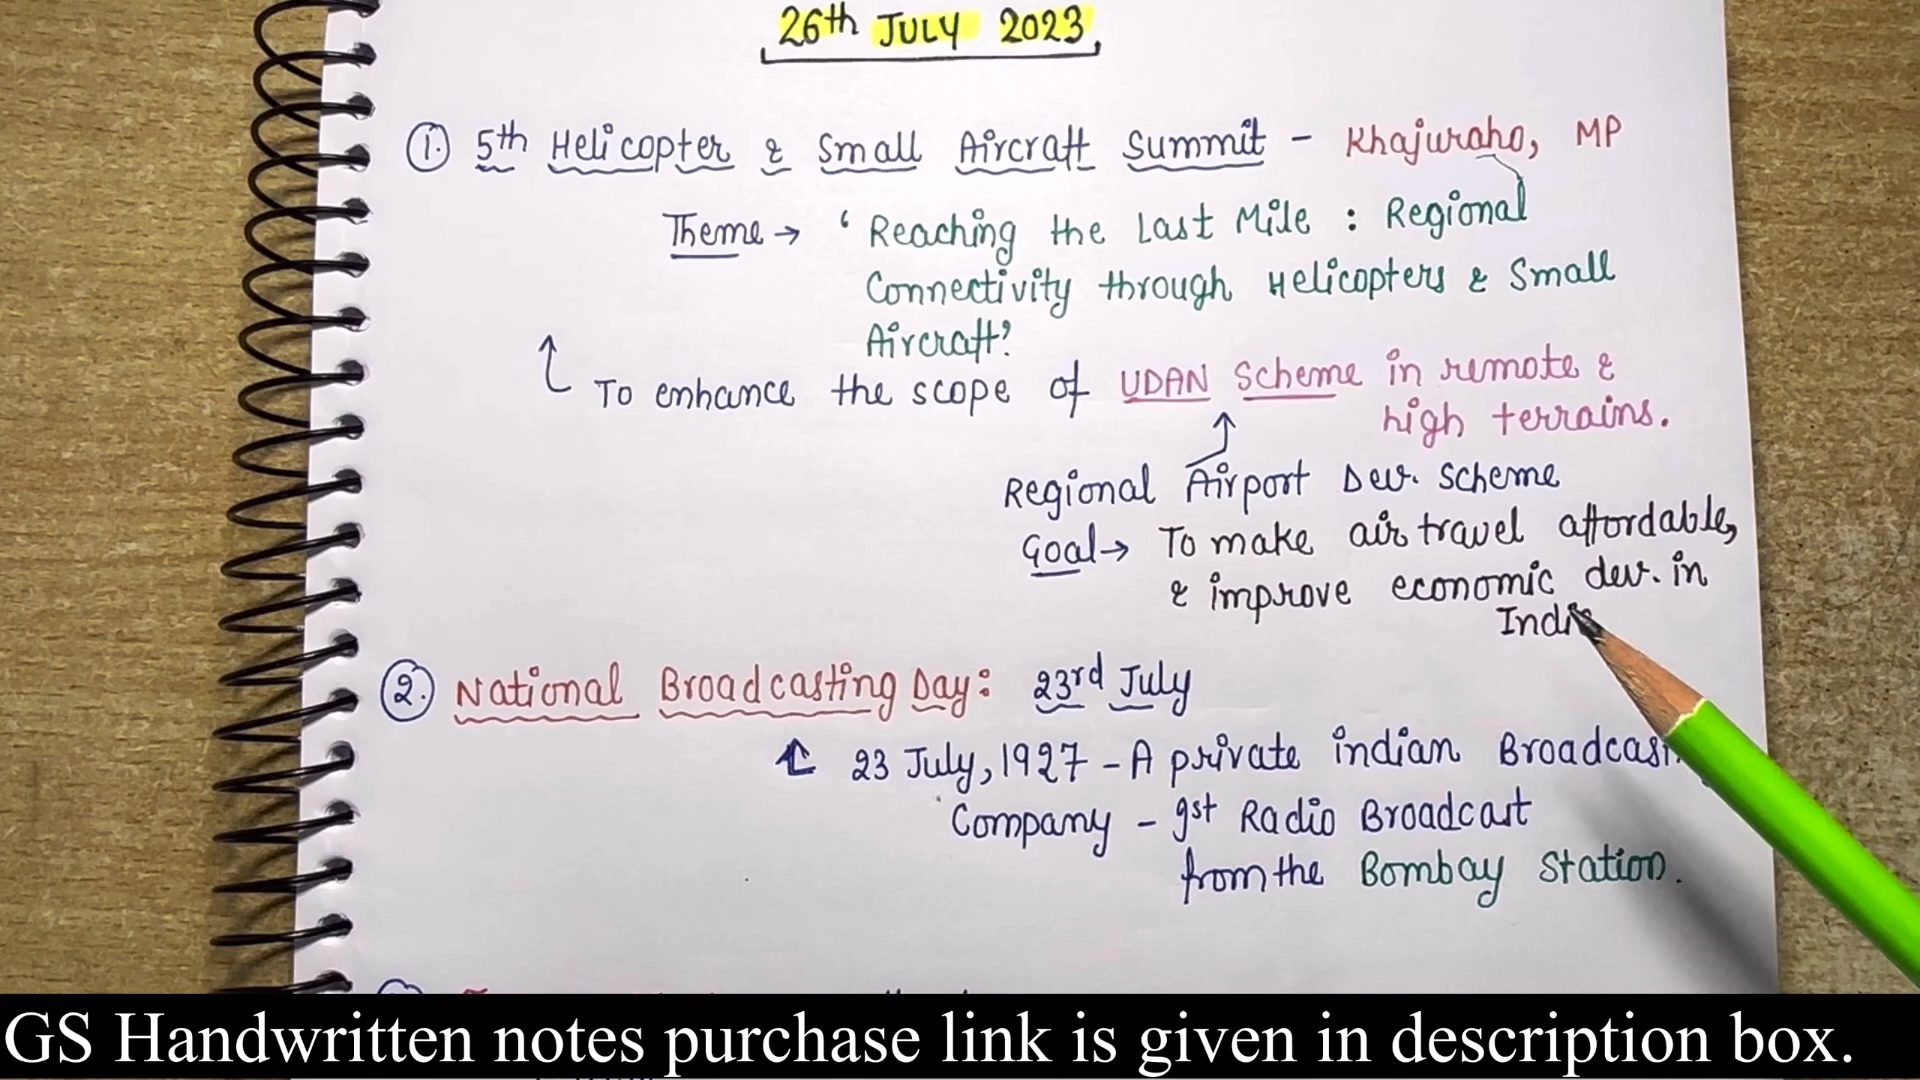 26th JULY 2023
1. 5th Helicopter & Small Aircraft Summit - Khajuraho, MP
Theme → ‘Reaching the Last Mile : Regional
Connectivity through Helicopters & Small
Aircraft’
To enhance the scope of UDAN Scheme in remote &
high terrains.
Regional Airport Dev. Scheme
Goal → To make air travel affordable,
& improve economic dev. in
2. National Broadcasting Day: 23rd July
23 July, 1927 - A private indian
Company - Ist Radio Broadcast
from the Bombay Station.
GS Handwritten notes purchase link is given in description box.